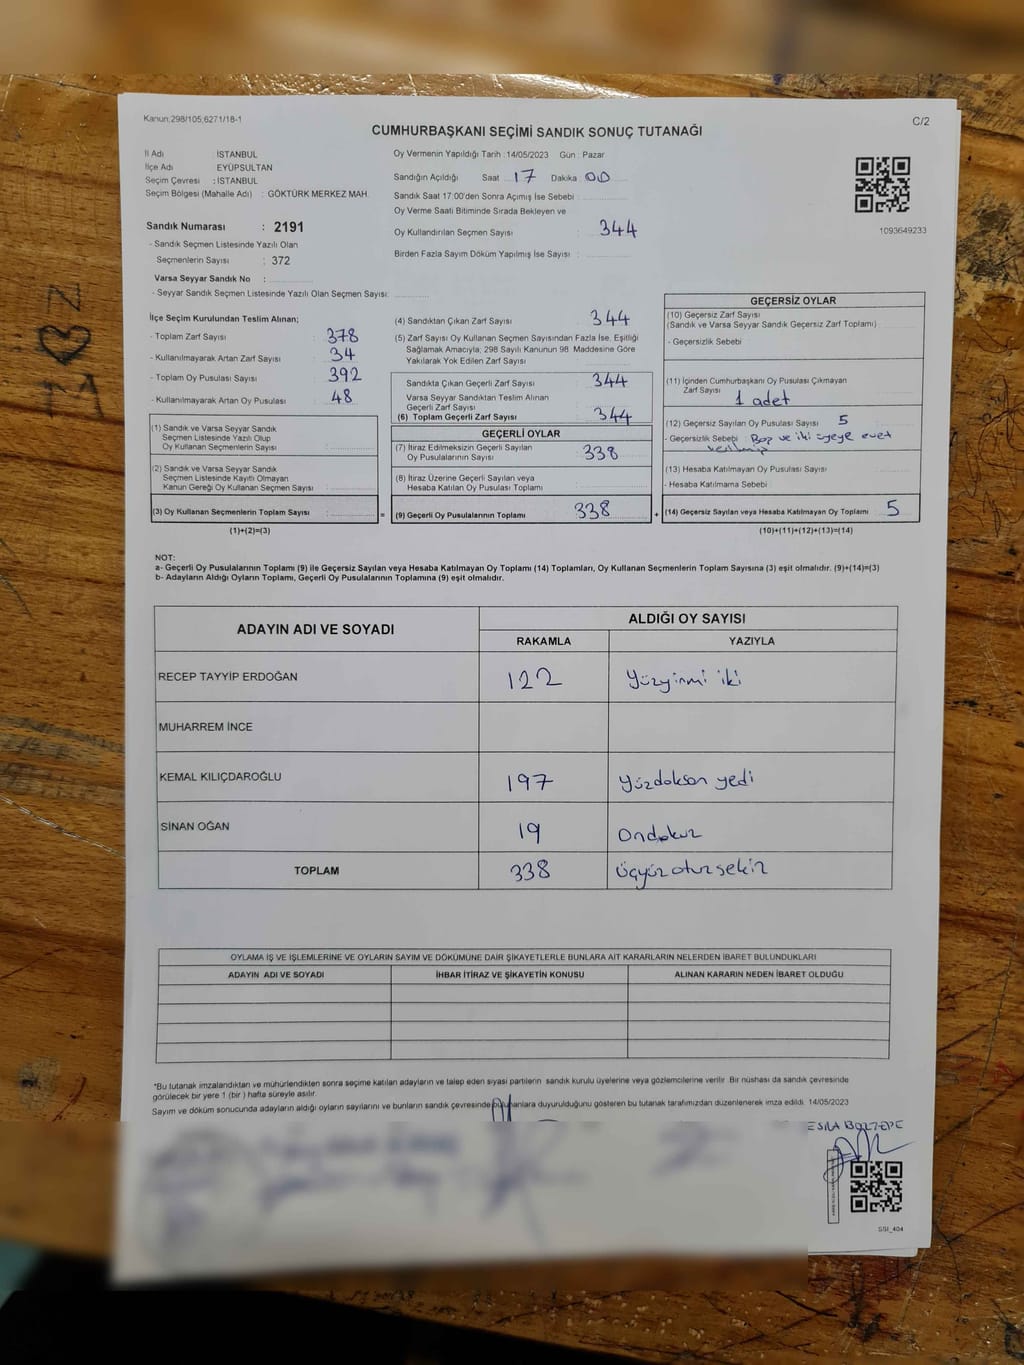 Kanun;298/105;6271/18-1
C/2
CUMHURBAŞKANI SEÇİMİ SANDIK SONUÇ TUTANAĞI
İl Adı : İSTANBUL
İlçe Adı EYÜPSULTAN
Seçim Çevresi : İSTANBUL
Seçim Bölgesi (Mahalle Adı) : GÖKTÜRK MERKEZ MAH.
Sandık Numarası : 2191
- Sandık Seçmen Listesinde Yazılı Olan
Seçmenlerin Sayısı : 372
Varsa Seyyar Sandık No :
- Seyyar Sandık Seçmen Listesinde Yazılı Olan Seçmen Sayısı:
Oy Vermenin Yapıldığı Tarih : 14/05/2023 Gün : Pazar
Sandığın Açıldığı Saat 17 Dakika 00
Sandık Saat 17:00'den Sonra Açımış İse Sebebi :
Oy Verme Saati Bitiminde Sırada Bekleyen ve
Oy Kullandırılan Seçmen Sayısı : 344
Birden Fazla Sayım Döküm Yapılmış İse Sayısı :
1093649233
İlçe Seçim Kurulundan Teslim Alınan;
- Toplam Zarf Sayısı : 378
- Kullanılmayarak Artan Zarf Sayısı : 34
- Toplam Oy Pusulası Sayısı : 392
- Kullanılmayarak Artan Oy Pusulası : 48
(1) Sandık ve Varsa Seyyar Sandık
Seçmen Listesinde Yazılı Olup
Oy Kullanan Seçmenlerin Sayısı :
(2) Sandık ve Varsa Seyyar Sandık
Seçmen Listesinde Kayıtlı Olmayan
Kanun Gereği Oy Kullanan Seçmen Sayısı :
(3) Oy Kullanan Seçmenlerin Toplam Sayısı :
(1)+(2)=(3)
(4) Sandıktan Çıkan Zarf Sayısı : 344
(5) Zarf Sayısı Oy Kullanan Seçmen Sayısından Fazla İse, Eşitliği
Sağlamak Amacıyla; 298 Sayılı Kanunun 98. Maddesine Göre
Yakılarak Yok Edilen Zarf Sayısı :
Sandıkta Çıkan Geçerli Zarf Sayısı : 344
Varsa Seyyar Sandıktan Teslim Alınan
Geçerli Zarf Sayısı :
(6) Toplam Geçerli Zarf Sayısı : 344
GEÇERLİ OYLAR
(7) İtiraz Edilmeksizin Geçerli Sayılan
Oy Pusulalarının Sayısı : 338
(8) İtiraz Üzerine Geçerli Sayılan veya
Hesaba Katılan Oy Pusulası Toplamı :
= (9) Geçerli Oy Pusulalarının Toplamı : 338
GEÇERSİZ OYLAR
(10) Geçersiz Zarf Sayısı
(Sandık ve Varsa Seyyar Sandık Geçersiz Zarf Toplamı) :
- Geçersizlik Sebebi :
(11) İçinden Cumhurbaşkanı Oy Pusulası Çıkmayan
Zarf Sayısı : 1 adet
(12) Geçersiz Sayılan Oy Pusulası Sayısı : 5
- Geçersizlik Sebebi : Boş ve iki üyeye evet
verilmiş
(13) Hesaba Katılmayan Oy Pusulası Sayısı :
- Hesaba Katılmama Sebebi :
+ (14) Geçersiz Sayılan veya Hesaba Katılmayan Oy Toplamı : 5
(10)+(11)+(12)+(13)=(14)
NOT:
a- Geçerli Oy Pusulalarının Toplamı (9) ile Geçersiz Sayılan veya Hesaba Katılmayan Oy Toplamı (14) Toplamları, Oy Kullanan Seçmenlerin Toplam Sayısına (3) eşit olmalıdır. (9)+(14)=(3)
b- Adayların Aldığı Oyların Toplamı, Geçerli Oy Pusulalarının Toplamına (9) eşit olmalıdır.
ADAYIN ADI VE SOYADI
ALDIĞI OY SAYISI
RAKAMLA YAZIYLA
RECEP TAYYİP ERDOĞAN 122 Yüzyirmi iki
MUHARREM İNCE
KEMAL KILIÇDAROĞLU 197 Yüzdoksan yedi
SİNAN OĞAN 19 Ondokuz
TOPLAM 338 Üçyüzotuzsekiz
OYLAMA İŞ VE İŞLEMLERİNE VE OYLARIN SAYIM VE DÖKÜMÜNE DAİR ŞİKAYETLERLE BUNLARA AİT KARARLARIN NELERDEN İBARET BULUNDUKLARI
ADAYIN ADI VE SOYADI İHBAR İTİRAZ VE ŞİKAYETİN KONUSU ALINAN KARARIN NEDEN İBARET OLDUĞU
*Bu tutanak imzalandıktan ve mühürlendikten sonra seçime katılan adayların ve talep eden siyasi partilerin sandık kurulu üyelerine veya gözlemcilerine verilir. Bir nüshası da sandık çevresinde
görülecek bir yere 1 (bir ) hafta süreyle asılır.
Sayım ve döküm sonucunda adayların aldığı oyların sayılarını ve bunların sandık çevresinde bulunanlara duyurulduğunu gösteren bu tutanak tarafımızdan düzenlenerek imza edildi. 14/05/2023
SSİ_404